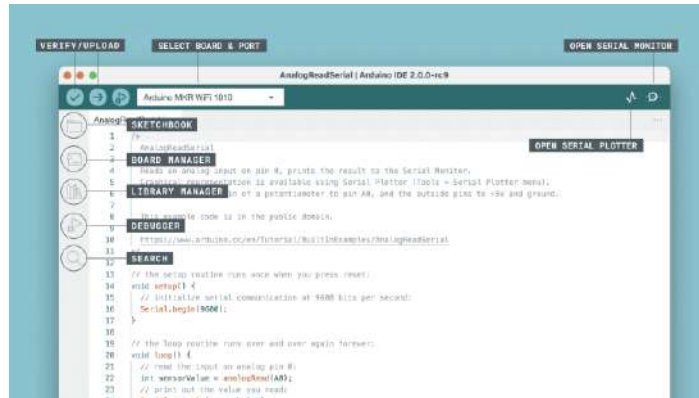 VERIFY/UPLOAD
SELECT BOARD & PORT
OPEN SERIAL MONITOR
AnalogReadSerial | Arduino IDE 2.0.0-rc9
Arduino MKR WiFi 1010
OPEN SERIAL PLOTTER
SKETCHBOOK
BOARD MANAGER
LIBRARY MANAGER
DEBUGGER
SEARCH
1 /*
2 AnalogReadSerial
3
4 Reads an analog input on pin 0, prints the result to the Serial Monitor.
5 Graphical representation is available using Serial Plotter (Tools > Serial Plotter menu).
6 pin of a potentiometer to pin A0, and the outside pins to +5V and ground.
7
8 This example code is in the public domain.
9
10 https://www.arduino.cc/en/Tutorial/BuiltInExamples/AnalogReadSerial
11
12
13 // the setup routine runs once when you press reset:
14 void setup() {
15 // initialize serial communication at 9600 bits per second:
16 Serial.begin(9600);
17 }
18
19 // the loop routine runs over and over again forever:
20 void loop() {
21 // read the input on analog pin 0:
22 int sensorValue = analogRead(A0);
23 // print out the value you read: